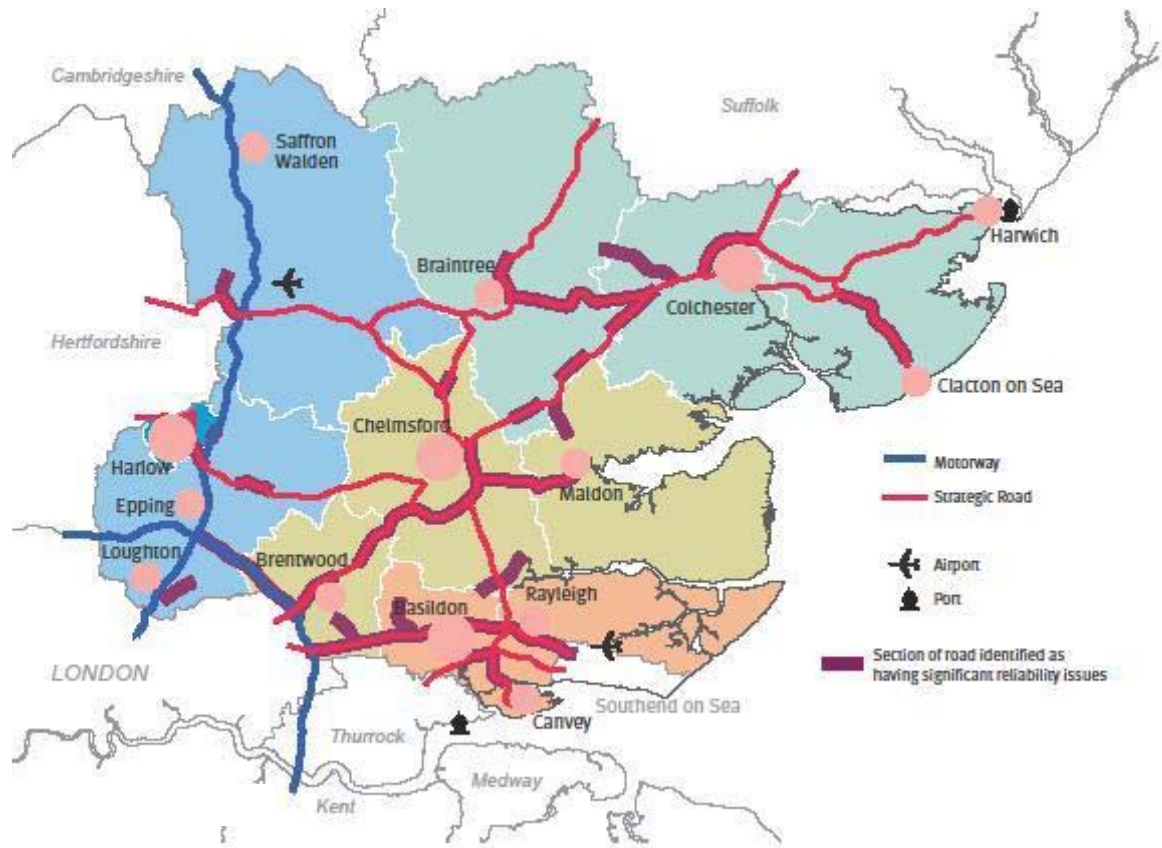 Cambridgeshire
Suffolk
Saffron
Walden
Harwich
Braintree
Colchester
Hertfordshire
Clacton on Sea
Chelmsford
Harlow
Maldon
Motorway
Epping
Strategic Road
Loughton
Brentwood
Airport
Rayleigh
Basildon
Port
LONDON
Section of road identified as
having significant reliability issues
Southend on Sea
Canvey
Thurrock
Medway
Kent